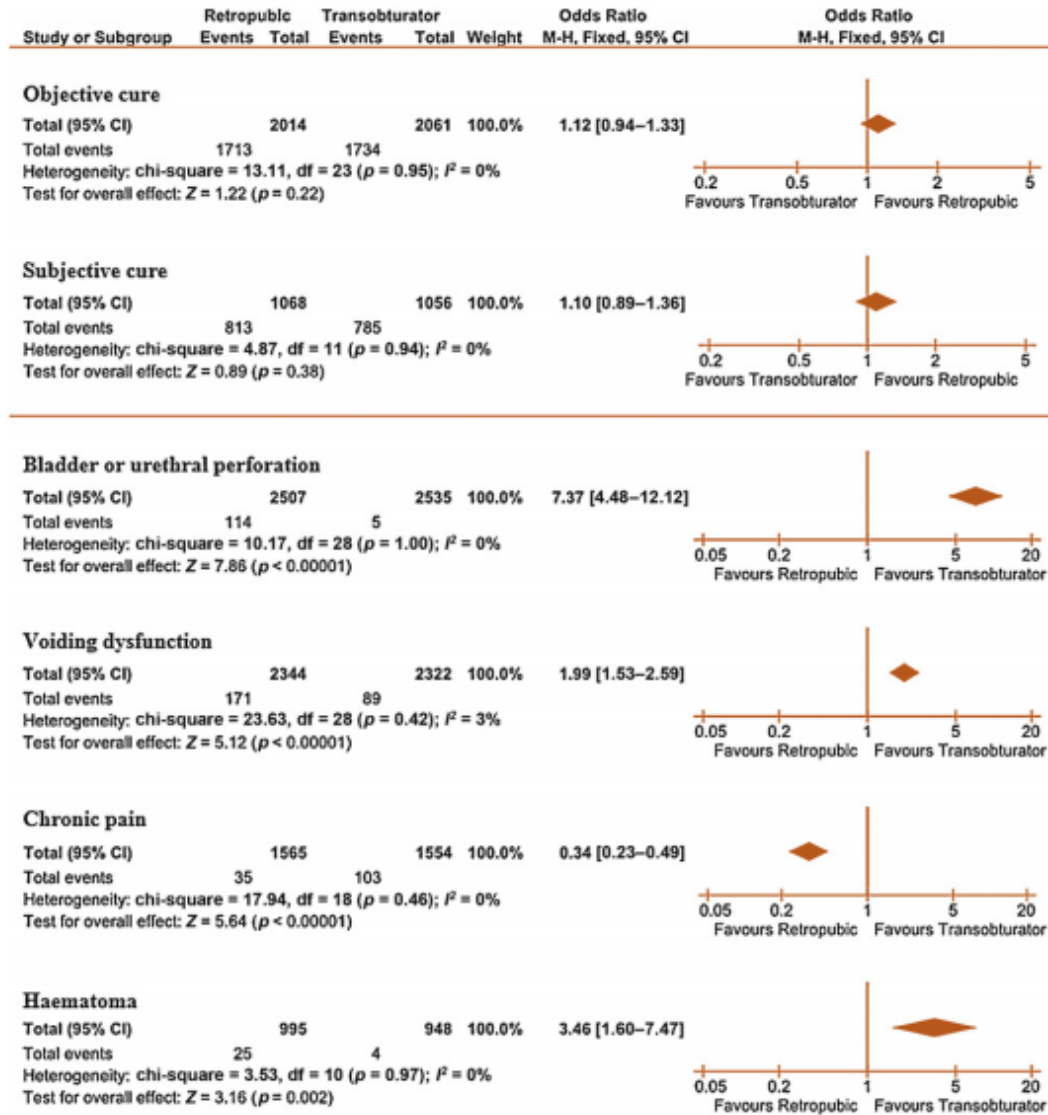 Retropubic Transobturator Odds Ratio Odds Ratio
Study or Subgroup Events Total Events Total Weight M-H, Fixed, 95% CI M-H, Fixed, 95% CI
Objective cure
Total (95% CI) 2014 2061 100.0% 1.12 [0.94–1.33]
Total events 1713 1734
Heterogeneity: chi-square = 13.11, df = 23 (p = 0.95); I² = 0%
Test for overall effect: Z = 1.22 (p = 0.22)
0.2 0.5 1 2 5
Favours Transobturator Favours Retropubic
Subjective cure
Total (95% CI) 1068 1056 100.0% 1.10 [0.89–1.36]
Total events 813 785
Heterogeneity: chi-square = 4.87, df = 11 (p = 0.94); I² = 0%
Test for overall effect: Z = 0.89 (p = 0.38)
0.2 0.5 1 2 5
Favours Transobturator Favours Retropubic
Bladder or urethral perforation
Total (95% CI) 2507 2535 100.0% 7.37 [4.48–12.12]
Total events 114 5
Heterogeneity: chi-square = 10.17, df = 28 (p = 1.00); I² = 0%
Test for overall effect: Z = 7.86 (p < 0.00001)
0.05 0.2 1 5 20
Favours Retropubic Favours Transobturator
Voiding dysfunction
Total (95% CI) 2344 2322 100.0% 1.99 [1.53–2.59]
Total events 171 89
Heterogeneity: chi-square = 23.63, df = 28 (p = 0.42); I² = 3%
Test for overall effect: Z = 5.12 (p < 0.00001)
0.05 0.2 1 5 20
Favours Retropubic Favours Transobturator
Chronic pain
Total (95% CI) 1565 1554 100.0% 0.34 [0.23–0.49]
Total events 35 103
Heterogeneity: chi-square = 17.94, df = 18 (p = 0.46); I² = 0%
Test for overall effect: Z = 5.64 (p < 0.00001)
0.05 0.2 1 5 20
Favours Retropubic Favours Transobturator
Haematoma
Total (95% CI) 995 948 100.0% 3.46 [1.60–7.47]
Total events 25 4
Heterogeneity: chi-square = 3.53, df = 10 (p = 0.97); I² = 0%
Test for overall effect: Z = 3.16 (p = 0.002)
0.05 0.2 1 5 20
Favours Retropubic Favours Transobturator